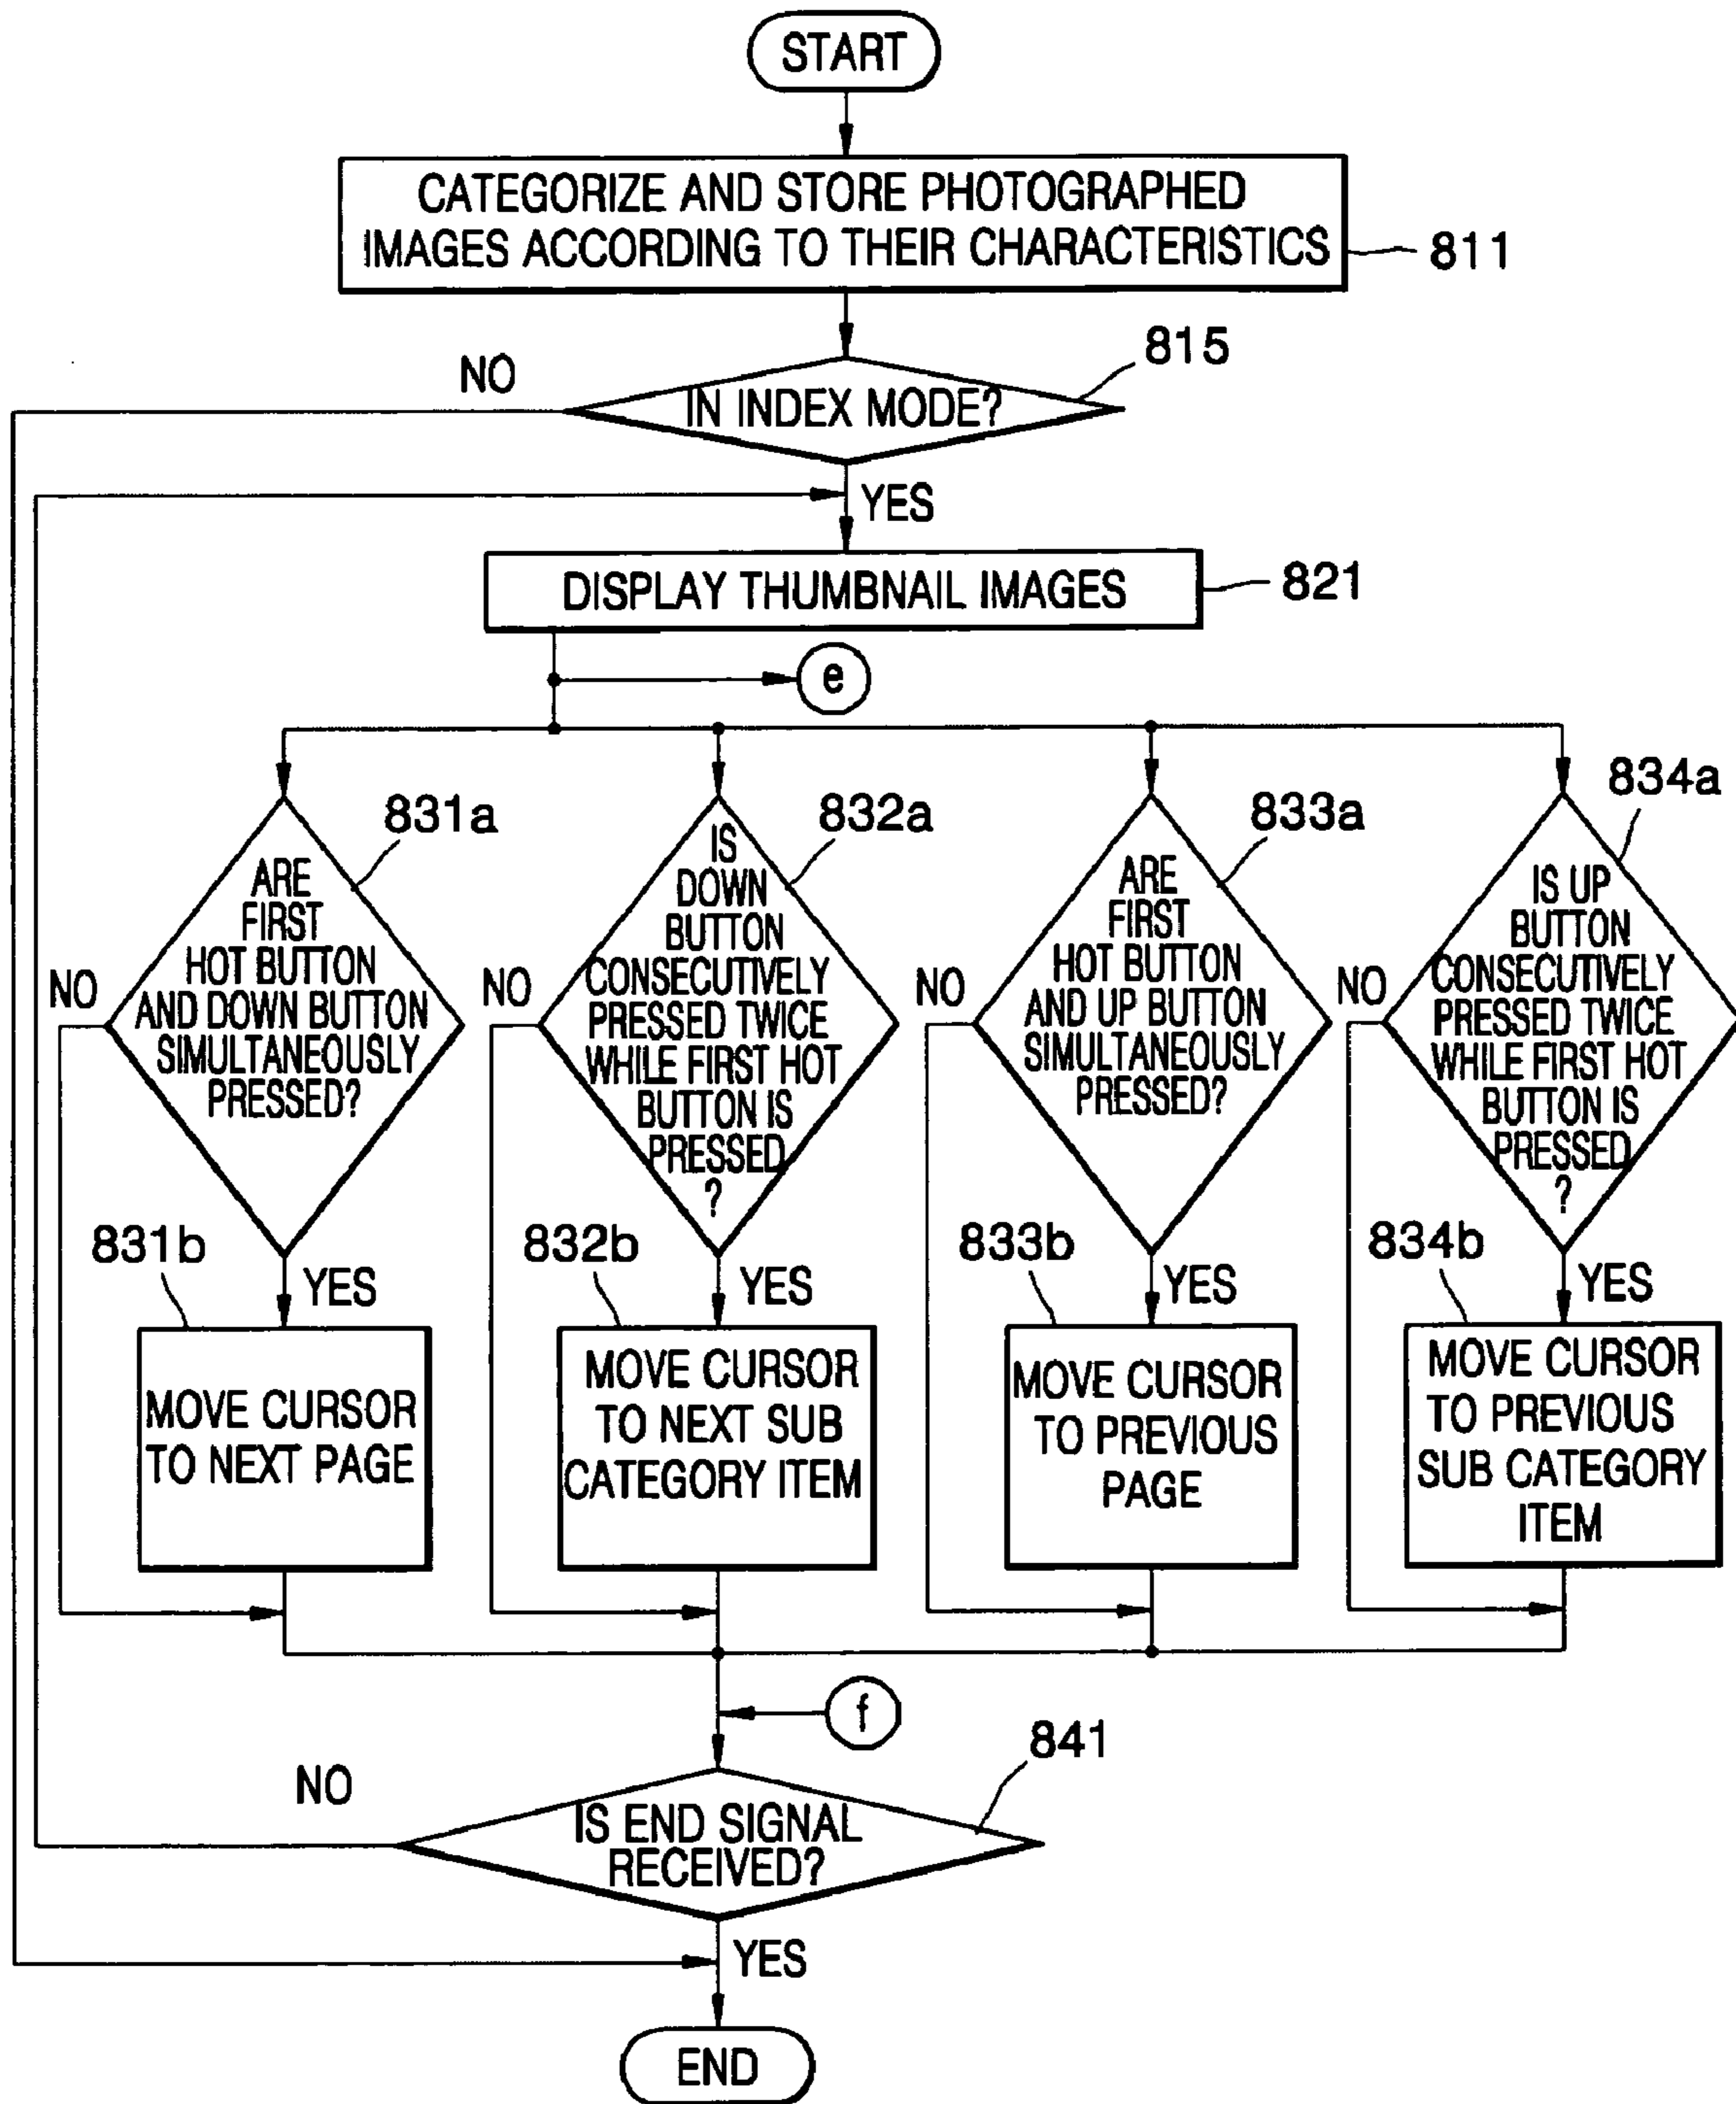 START
CATEGORIZE AND STORE PHOTOGRAPHED
IMAGES ACCORDING TO THEIR CHARACTERISTICS
811
815
NO
IN INDEX MODE?
YES
DISPLAY THUMBNAIL IMAGES
821
e
831a
ARE
FIRST
HOT BUTTON
AND DOWN BUTTON
SIMULTANEOUSLY
PRESSED?
NO
832a
IS
DOWN
BUTTON
CONSECUTIVELY
PRESSED TWICE
WHILE FIRST HOT
BUTTON IS
PRESSED
?
NO
833a
ARE
FIRST
HOT BUTTON
AND UP BUTTON
SIMULTANEOUSLY
PRESSED?
NO
834a
IS UP
BUTTON
CONSECUTIVELY
PRESSED TWICE
WHILE FIRST HOT
BUTTON IS
PRESSED
?
NO
831b
YES
MOVE CURSOR
TO NEXT PAGE
832b
YES
MOVE CURSOR
TO NEXT SUB
CATEGORY ITEM
833b
YES
MOVE CURSOR
TO PREVIOUS
PAGE
834b
YES
MOVE CURSOR
TO PREVIOUS
SUB CATEGORY
ITEM
f
841
NO
IS END SIGNAL
RECEIVED?
YES
END